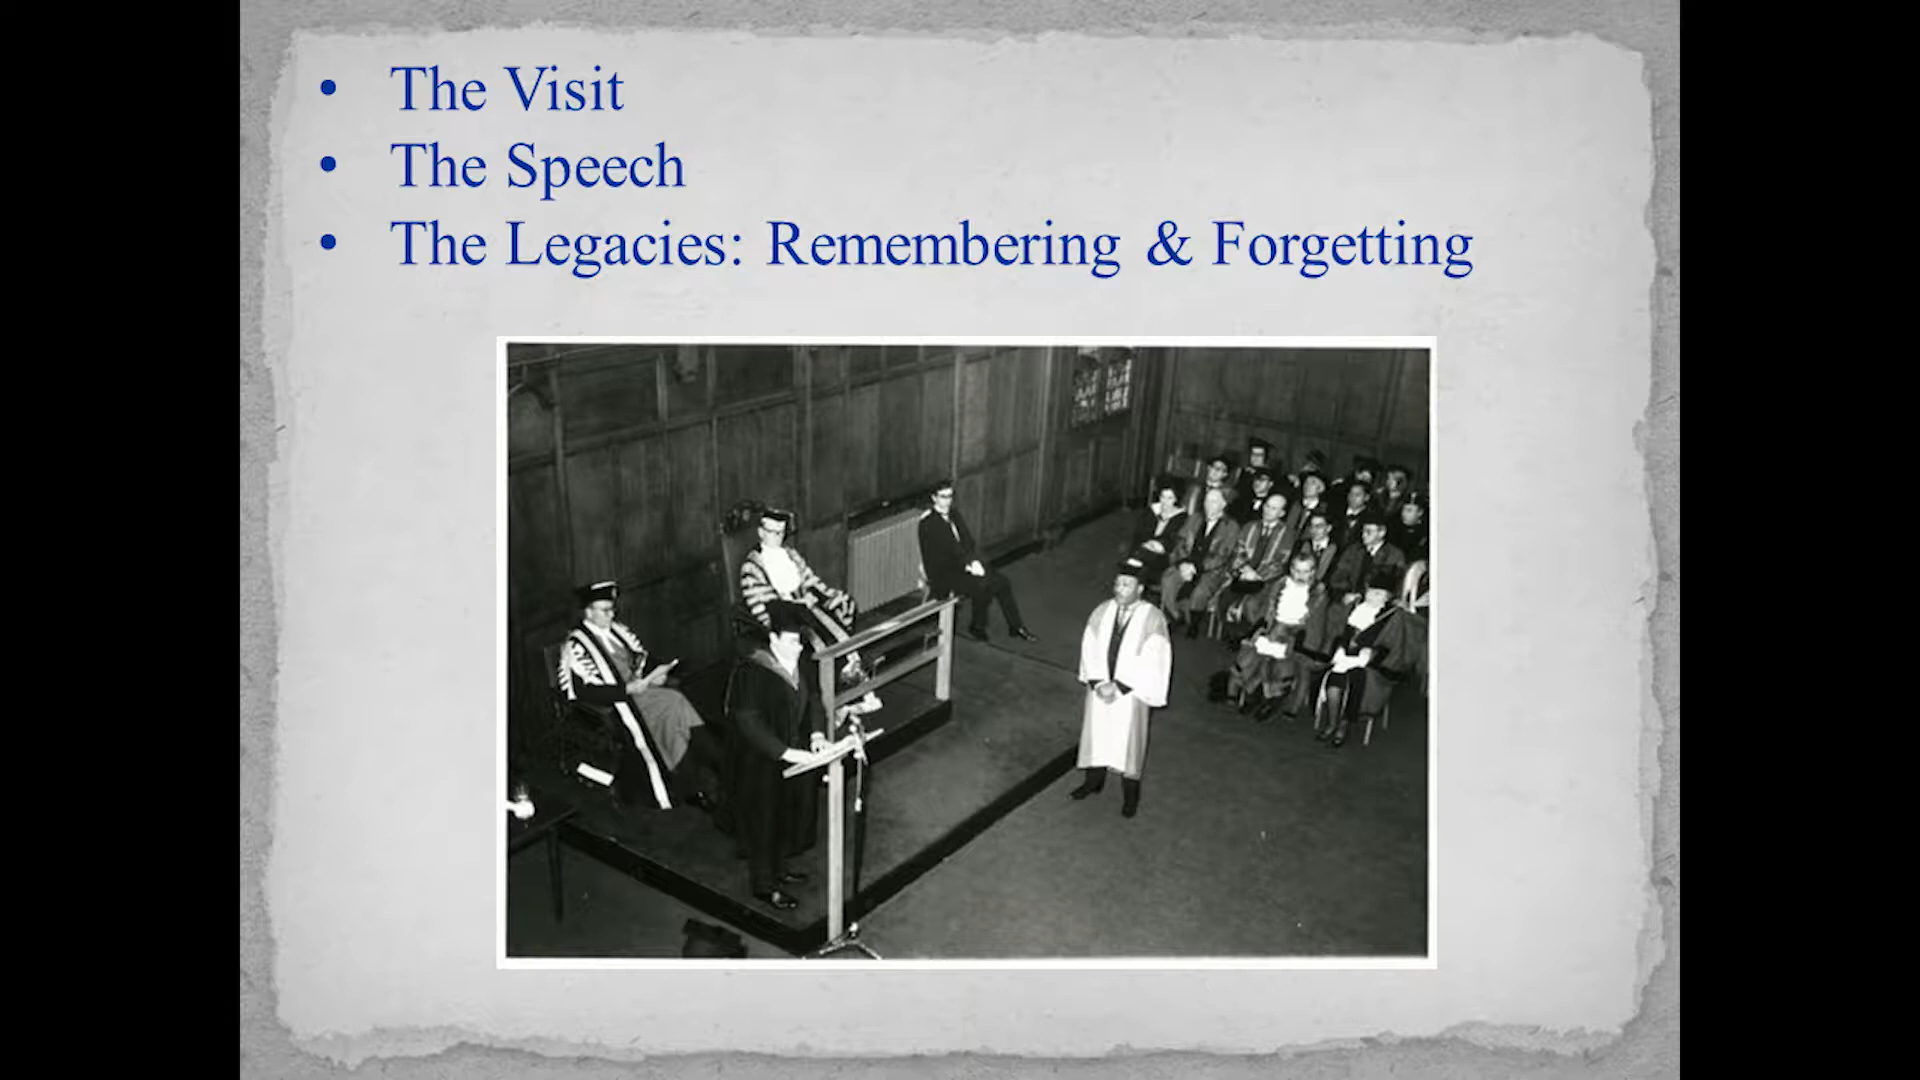 • The Visit
• The Speech
• The Legacies: Remembering & Forgetting